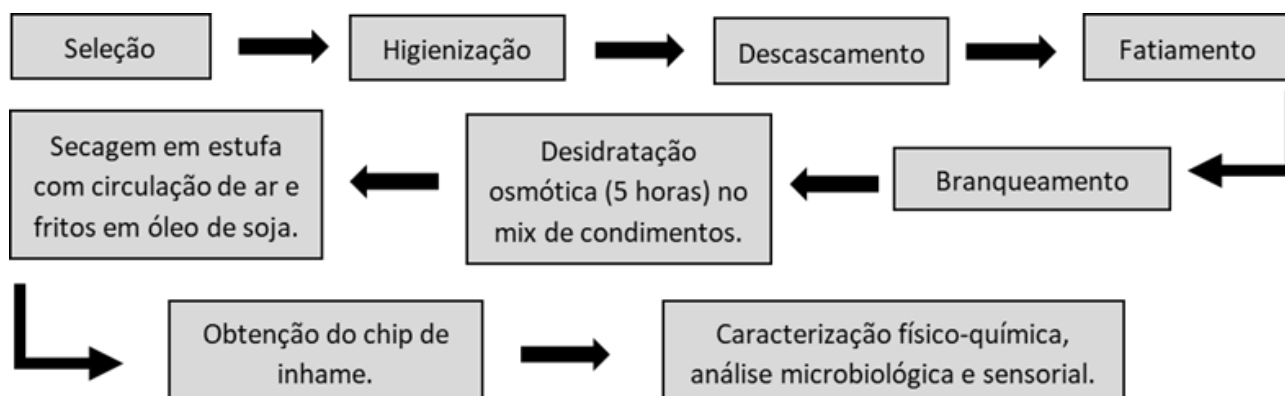 Seleção
Higienização
Descascamento
Fatiamento
Branqueamento
Desidratação
osmótica (5 horas) no
mix de condimentos.
Secagem em estufa
com circulação de ar e
fritos em óleo de soja.
Obtenção do chip de
inhame.
Caracterização físico-química,
análise microbiológica e sensorial.